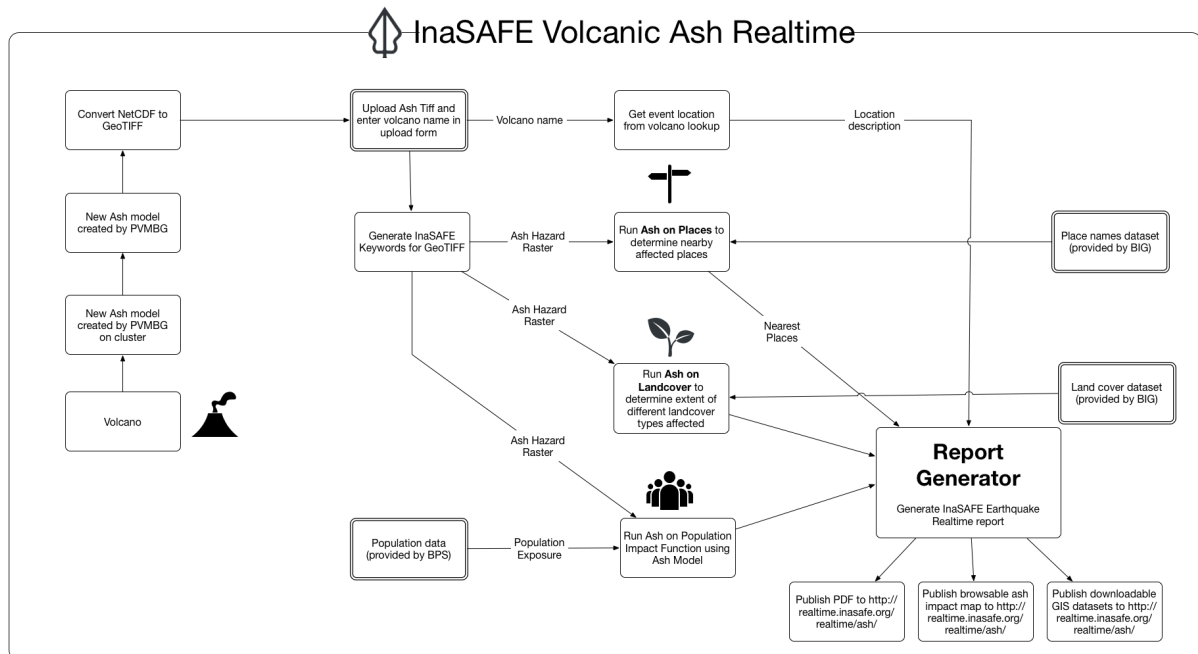 InaSAFE Volcanic Ash Realtime
Convert NetCDF to
GeoTIFF
Upload Ash Tiff and
enter volcano name in
upload form
Volcano name
Get event location
from volcano lookup
Location
description
New Ash model
created by PVMBG
Generate InaSAFE
Keywords for GeoTIFF
Ash Hazard
Raster
Run Ash on Places to
determine nearby
affected places
Place names dataset
(provided by BIG)
New Ash model
created by PVMBG
on cluster
Ash Hazard
Raster
Nearest
Places
Run Ash on
Landcover to
determine extent of
different landcover
types affected
Land cover dataset
(provided by BIG)
Volcano
Ash Hazard
Raster
Report
Generator
Generate InaSAFE Earthquake
Realtime report
Population data
(provided by BPS)
Population
Exposure
Run Ash on Population
Impact Function using
Ash Model
Publish PDF to http://
realtime.inasafe.org/
realtime/ash/
Publish browsable ash
impact map to http://
realtime.inasafe.org/
realtime/ash/
Publish downloadable
GIS datasets to http://
realtime.inasafe.org/
realtime/ash/